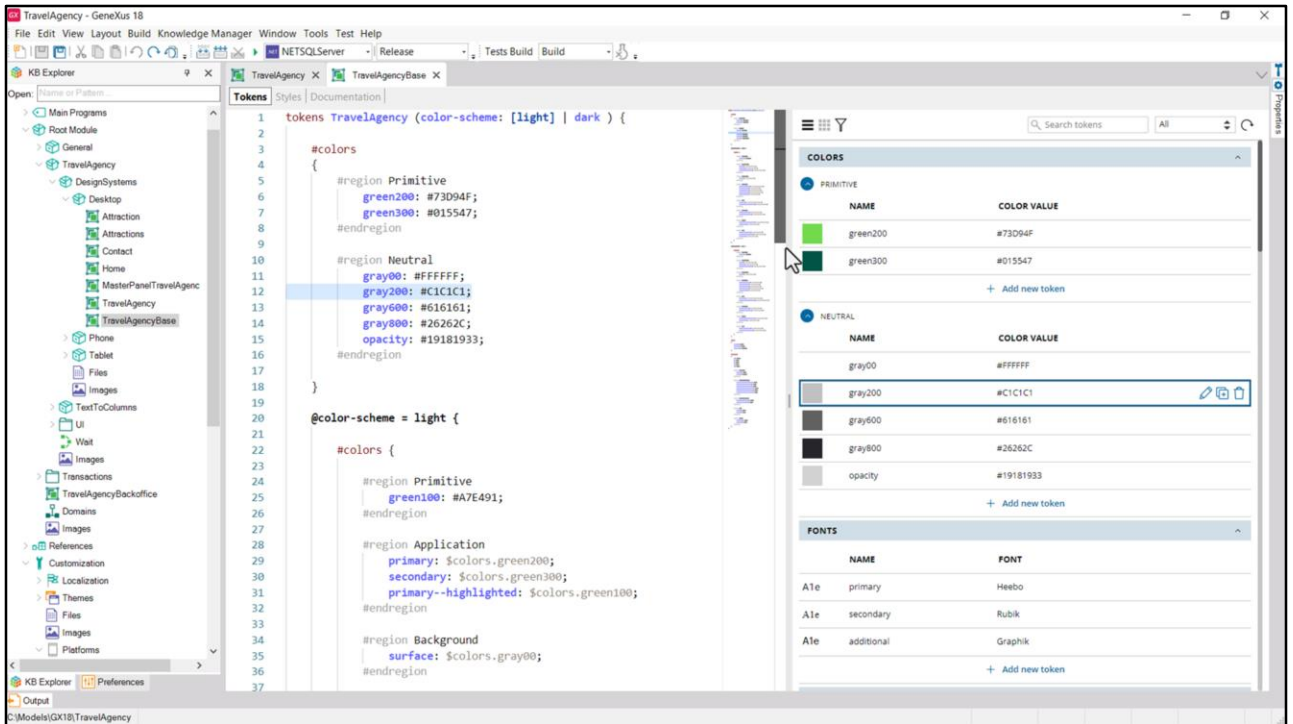 GX TravelAgency - GeneXus 18
File Edit View Layout Build Knowledge Manager Window Tools Test Help
NETSQLServer Release Tests Build Build
KB Explorer
Open: Name or Pattern...
Main Programs
Root Module
General
TravelAgency
DesignSystems
Desktop
Attraction
Attractions
Contact
Home
MasterPanelTravelAgenc
TravelAgency
TravelAgencyBase
Phone
Tablet
Files
Images
TextToColumns
UI
Wait
Images
Transactions
TravelAgencyBackoffice
Domains
Images
References
Customization
Localization
Themes
Files
Images
Platforms
KB Explorer Preferences
Output
C:\Models\GX18\TravelAgency
TravelAgency TravelAgencyBase
Tokens Styles Documentation
1 tokens TravelAgency (color-scheme: [light] | dark ) {
2
3 #colors
4 {
5 #region Primitive
6 green200: #73D94F;
7 green300: #015547;
8 #endregion
9
10 #region Neutral
11 gray00: #FFFFFF;
12 gray200: #C1C1C1;
13 gray600: #616161;
14 gray800: #26262C;
15 opacity: #19181933;
16 #endregion
17
18 }
19
20 @color-scheme = light {
21
22 #colors {
23
24 #region Primitive
25 green100: #A7E491;
26 #endregion
27
28 #region Application
29 primary: $colors.green200;
30 secondary: $colors.green300;
31 primary--highlighted: $colors.green100;
32 #endregion
33
34 #region Background
35 surface: $colors.gray00;
36 #endregion
37
Search tokens All
COLORS
PRIMITIVE
NAME COLOR VALUE
green200 #73D94F
green300 #015547
+ Add new token
NEUTRAL
NAME COLOR VALUE
gray00 #FFFFFF
gray200 #C1C1C1
gray600 #616161
gray800 #26262C
opacity #19181933
+ Add new token
FONTS
NAME FONT
A1e primary Heebo
A1e secondary Rubik
A1e additional Graphik
+ Add new token
Properties